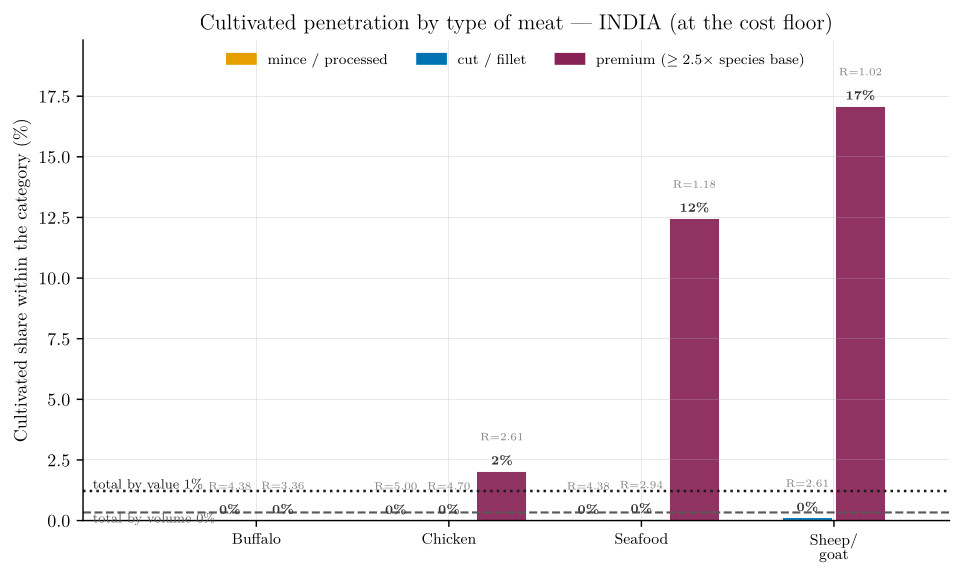 Cultivated penetration by type of meat — INDIA (at the cost floor)
mince / processed
cut / fillet
premium (≥ 2.5× species base)
Cultivated share within the category (%)
17.5
15.0
12.5
10.0
7.5
5.0
2.5
0.0
R=1.02
17%
R=1.18
12%
R=2.61
2%
total by value 1%
R=4.38
R=3.36
R=5.00
R=4.70
R=4.38
R=2.94
R=2.61
0%
0%
0%
0%
0%
0%
0%
total by volume 0%
Buffalo
Chicken
Seafood
Sheep/
goat